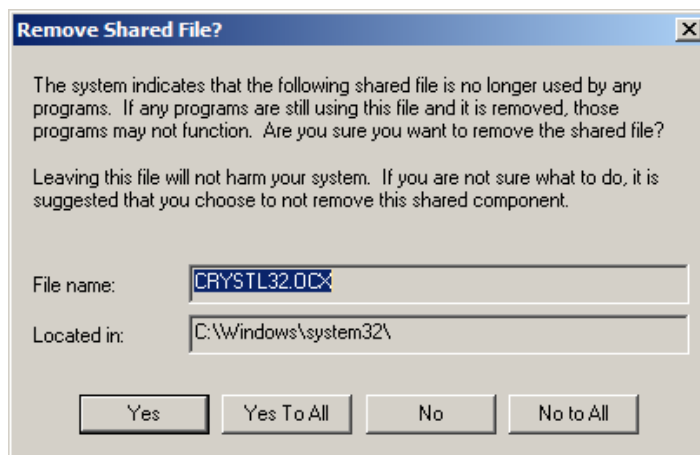 Remove Shared File?
The system indicates that the following shared file is no longer used by any
programs.  If any programs are still using this file and it is removed, those
programs may not function.  Are you sure you want to remove the shared file?
Leaving this file will not harm your system.  If you are not sure what to do, it is
suggested that you choose to not remove this shared component.
File name: CRYSTL32.OCX
Located in: C:\Windows\system32\
Yes Yes To All No No to All